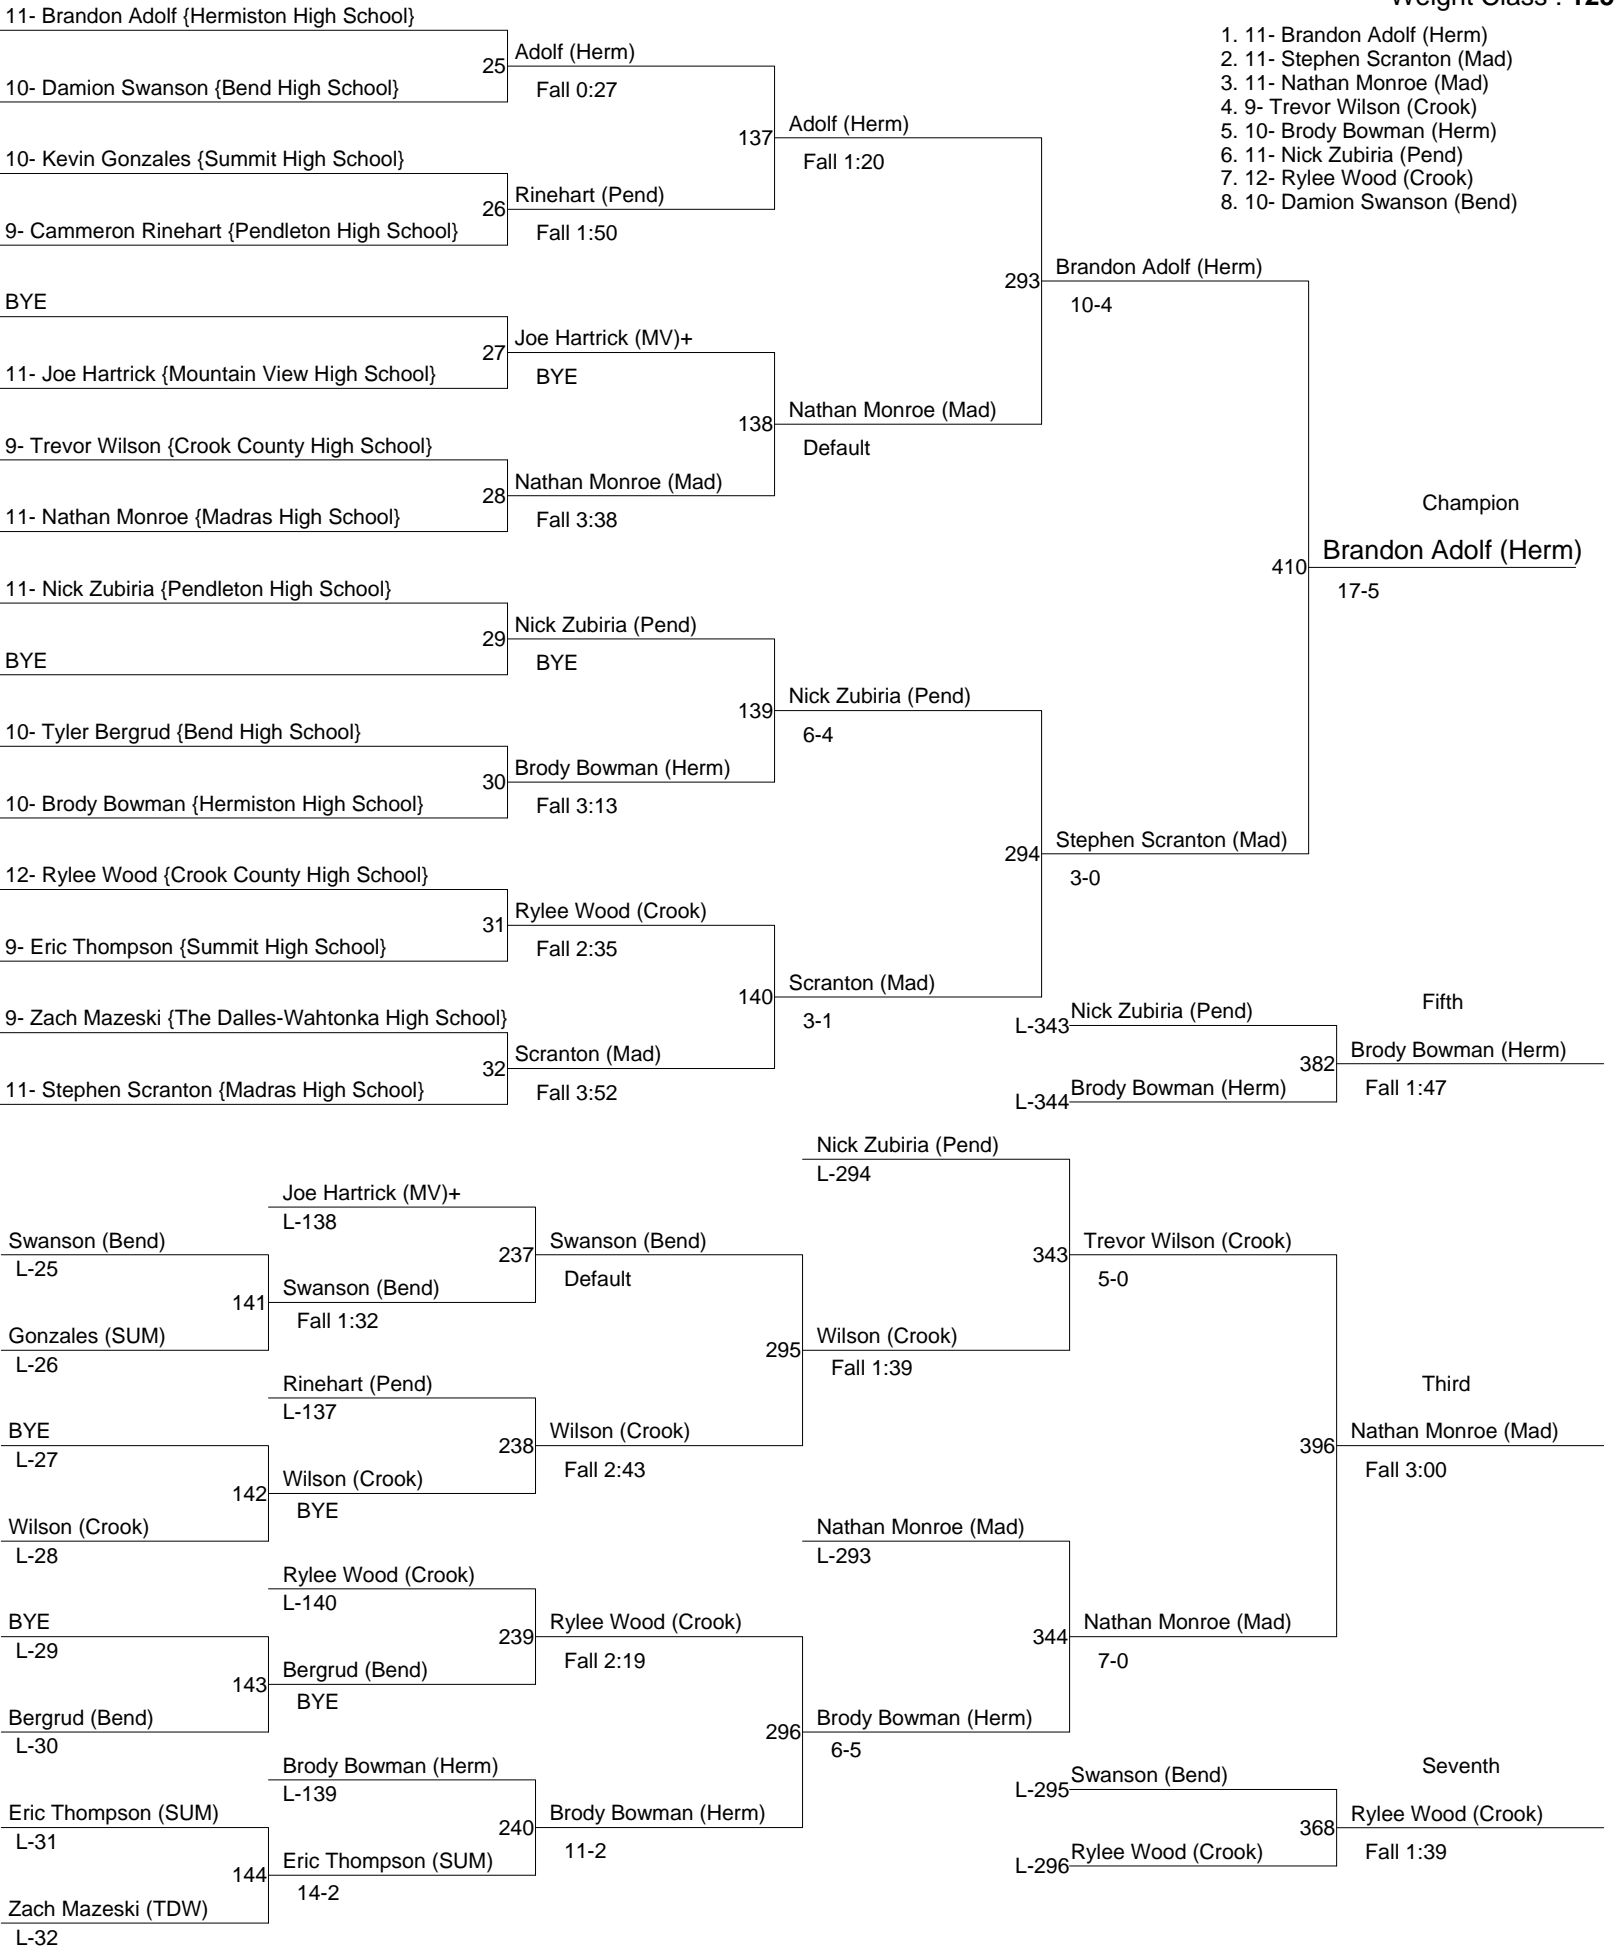 Weight Class :
1. 11- Brandon Adolf (Herm)
2. 11- Stephen Scranton (Mad)
3. 11- Nathan Monroe (Mad)
4. 9- Trevor Wilson (Crook)
5. 10- Brody Bowman (Herm)
6. 11- Nick Zubiria (Pend)
7. 12- Rylee Wood (Crook)
8. 10- Damion Swanson (Bend)
11- Brandon Adolf {Hermiston High School}
25
Adolf (Herm)
10- Damion Swanson {Bend High School}
Fall 0:27
137
Adolf (Herm)
Fall 1:20
10- Kevin Gonzales {Summit High School}
26
Rinehart (Pend)
9- Cammeron Rinehart {Pendleton High School}
Fall 1:50
293
Brandon Adolf (Herm)
10-4
BYE
27
Joe Hartrick (MV)+
11- Joe Hartrick {Mountain View High School}
BYE
138
Nathan Monroe (Mad)
Default
9- Trevor Wilson {Crook County High School}
28
Nathan Monroe (Mad)
11- Nathan Monroe {Madras High School}
Fall 3:38
Champion
410
Brandon Adolf (Herm)
17-5
11- Nick Zubiria {Pendleton High School}
29
Nick Zubiria (Pend)
BYE
BYE
139
Nick Zubiria (Pend)
6-4
10- Tyler Bergrud {Bend High School}
30
Brody Bowman (Herm)
10- Brody Bowman {Hermiston High School}
Fall 3:13
294
Stephen Scranton (Mad)
3-0
12- Rylee Wood {Crook County High School}
31
Rylee Wood (Crook)
9- Eric Thompson {Summit High School}
Fall 2:35
140
Scranton (Mad)
3-1
9- Zach Mazeski {The Dalles-Wahtonka High School}
32
Scranton (Mad)
11- Stephen Scranton {Madras High School}
Fall 3:52
Fifth
L-343
Nick Zubiria (Pend)
382
Brody Bowman (Herm)
L-344
Brody Bowman (Herm)
Fall 1:47
Nick Zubiria (Pend)
L-294
Joe Hartrick (MV)+
L-138
Swanson (Bend)
L-25
237
Swanson (Bend)
Default
343
Trevor Wilson (Crook)
5-0
141
Swanson (Bend)
Fall 1:32
Gonzales (SUM)
L-26
295
Wilson (Crook)
Fall 1:39
Rinehart (Pend)
L-137
Third
BYE
L-27
238
Wilson (Crook)
Fall 2:43
396
Nathan Monroe (Mad)
Fall 3:00
142
Wilson (Crook)
BYE
Wilson (Crook)
L-28
Nathan Monroe (Mad)
L-293
Rylee Wood (Crook)
L-140
BYE
L-29
239
Rylee Wood (Crook)
Fall 2:19
344
Nathan Monroe (Mad)
7-0
143
Bergrud (Bend)
BYE
Bergrud (Bend)
L-30
296
Brody Bowman (Herm)
6-5
Brody Bowman (Herm)
L-139
Seventh
L-295
Swanson (Bend)
Eric Thompson (SUM)
L-31
240
Brody Bowman (Herm)
11-2
368
Rylee Wood (Crook)
Fall 1:39
144
Eric Thompson (SUM)
14-2
L-296
Rylee Wood (Crook)
Zach Mazeski (TDW)
L-32